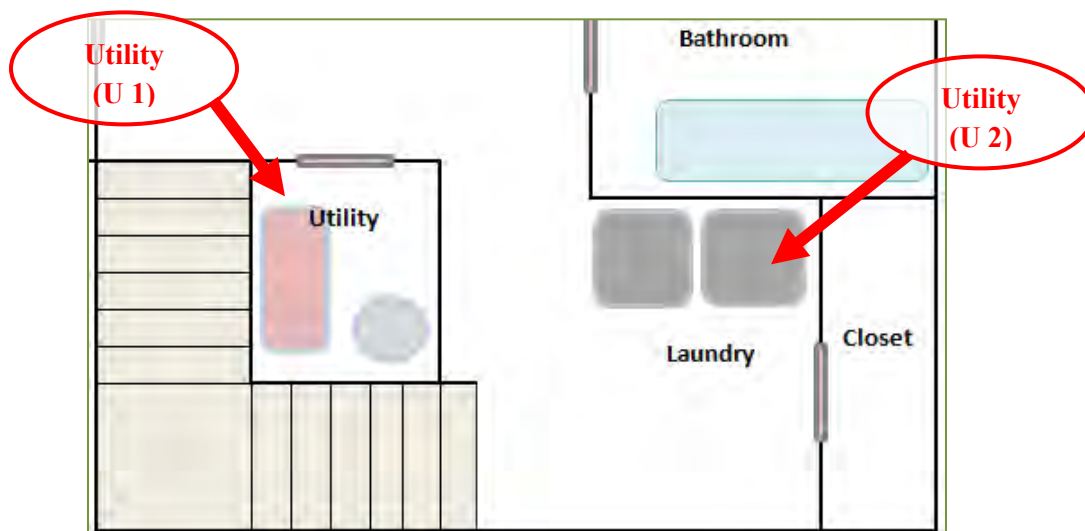 Utility
(U 1)
Bathroom
Utility
(U 2)
Utility
Laundry
Closet